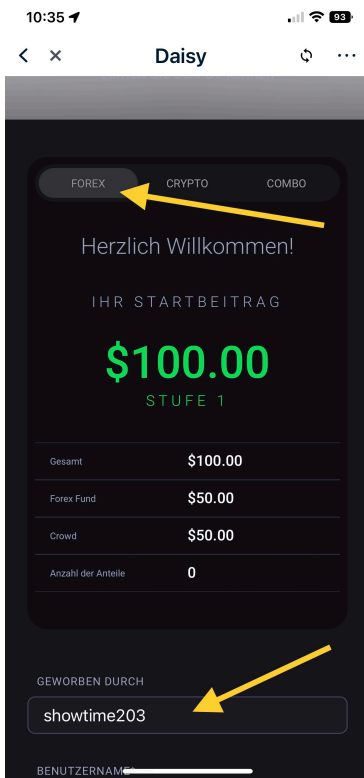 10:35
93
Daisy
FOREX CRYPTO COMBO
Herzlich Willkommen!
IHR STARTBEITRAG
$100.00
STUFE 1
Gesamt $100.00
Forex Fund $50.00
Crowd $50.00
Anzahl der Anteile 0
GEWORBEN DURCH
showtime203
BENUTZERNAME*